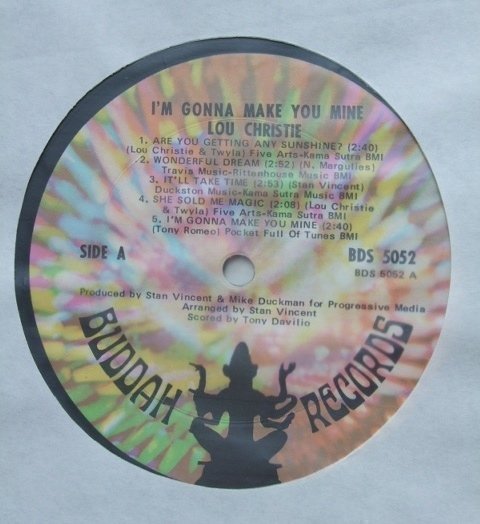 I'M GONNA MAKE YOU MINE
LOU CHRISTIE
1. ARE YOU GETTING ANY SUNSHINE? (2:40)
(Lou Christie & Twyla) Five Arts-Kama Sutra BMI
2. WONDERFUL DREAM (2:52) (N. Margulies)
Travis Music-Rittenhouse Music BMI
3. IT'LL TAKE TIME (2:53) (Stan Vincent)
Duckston Music-Kama Sutra Music BMI
4. SHE SOLD ME MAGIC (2:08) (Lou Christie
& Twyla) Five Arts-Kama Sutra BMI
5. I'M GONNA MAKE YOU MINE (2:40)
(Tony Romeo) Pocket Full Of Tunes BMI
SIDE A
BDS 5052
BDS 5052 A
Produced by Stan Vincent & Mike Duckman for Progressive Media
Arranged by Stan Vincent
Scored by Tony Davilio
BUDDAH RECORDS